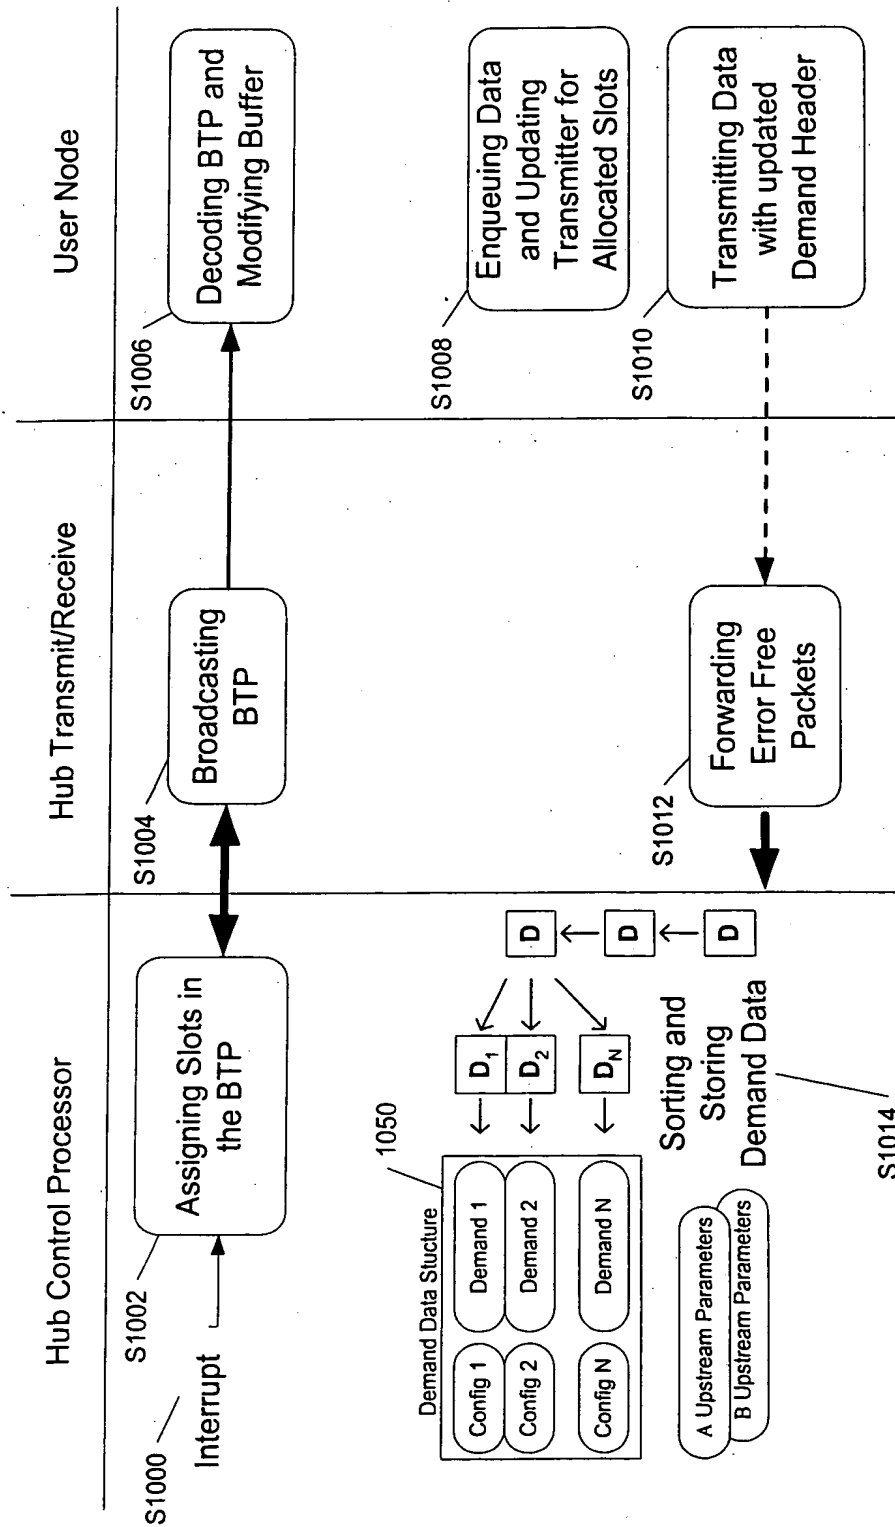 Hub Control Processor
Hub Transmit/Receive
User Node
S1000
Interrupt
S1002
Assigning Slots in
the BTP
S1004
Broadcasting
BTP
S1006
Decoding BTP and
Modifying Buffer
S1008
Enqueuing Data
and Updating
Transmitter for
Allocated Slots
S1010
Transmitting Data
with updated
Demand Header
S1012
Forwarding
Error Free
Packets
1050
Demand Data Stucture
Config 1
Demand 1
D1
Config 2
Demand 2
D2
Config N
Demand N
DN
D
D
D
Sorting and
Storing
Demand Data
S1014
A Upstream Parameters
B Upstream Parameters